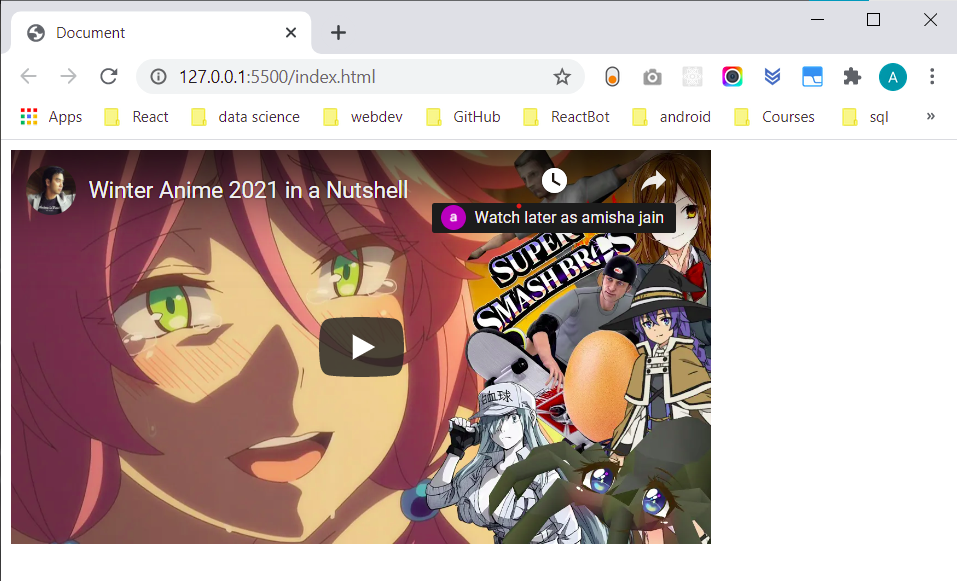 Document
127.0.0.1:5500/index.html
A
Apps React data science webdev GitHub ReactBot android Courses sql »
Winter Anime 2021 in a Nutshell
a Watch later as amisha jain
SUPER
SMASH BROS
血球